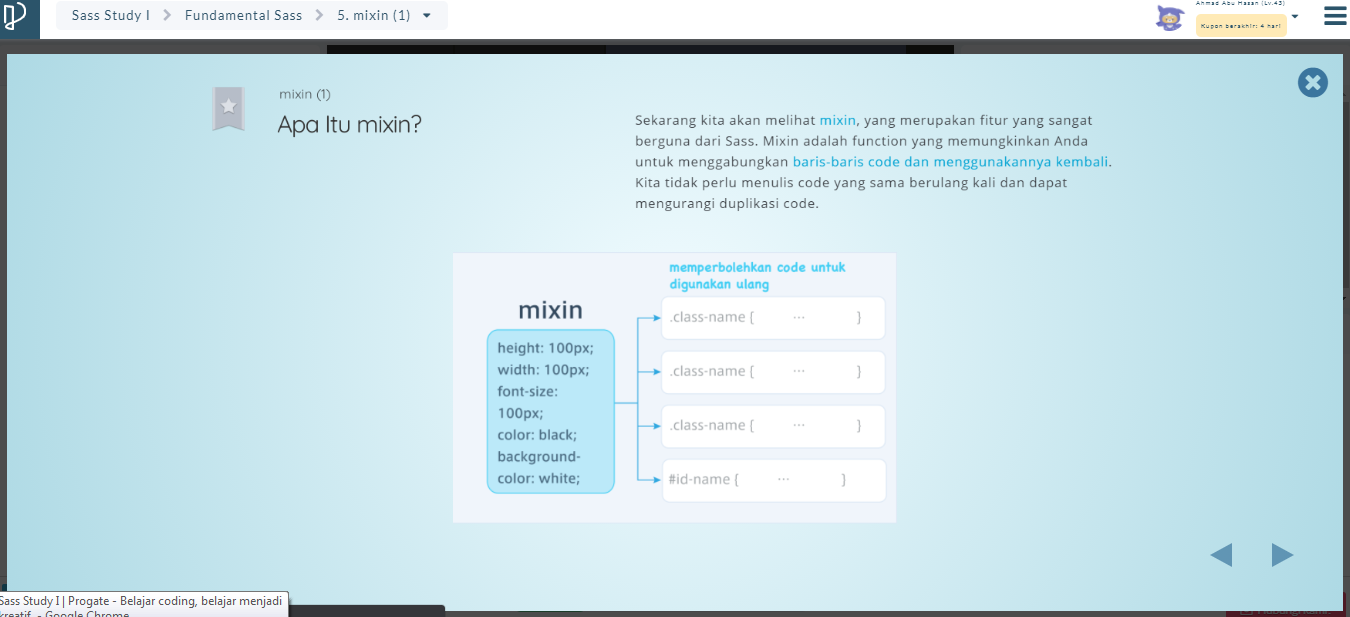 Sass Study I
Fundamental Sass
5. mixin (1)
Ahmad Abu Hasan (Lv.43)
Kupon berakhir: 4 hari
mixin (1)
Apa Itu mixin?
Sekarang kita akan melihat mixin, yang merupakan fitur yang sangat
berguna dari Sass. Mixin adalah function yang memungkinkan Anda
untuk menggabungkan baris-baris code dan menggunakannya kembali.
Kita tidak perlu menulis code yang sama berulang kali dan dapat
mengurangi duplikasi code.
memperbolehkan code untuk
digunakan ulang
mixin
height: 100px;
width: 100px;
font-size:
100px;
color: black;
background-
color: white;
.class-name { ... }
.class-name { ... }
.class-name { ... }
#id-name { ... }
Sass Study I | Progate - Belajar coding, belajar menjadi
kreatif. - Google Chrome